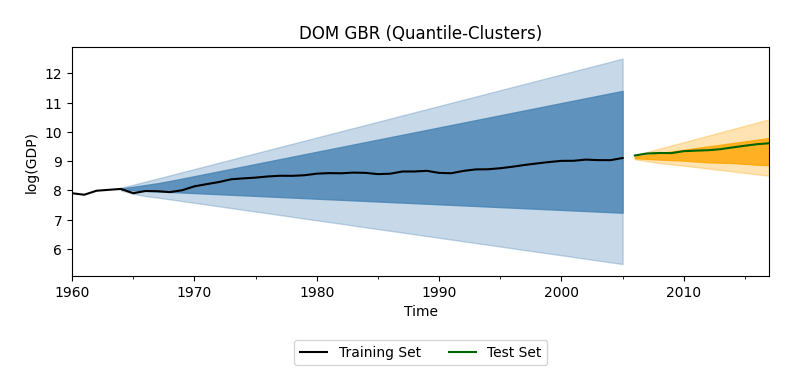 DOM GBR (Quantile-Clusters)
log(GDP)
12
11
10
9
8
7
6
1960 1970 1980 1990 2000 2010
Time
Training Set Test Set